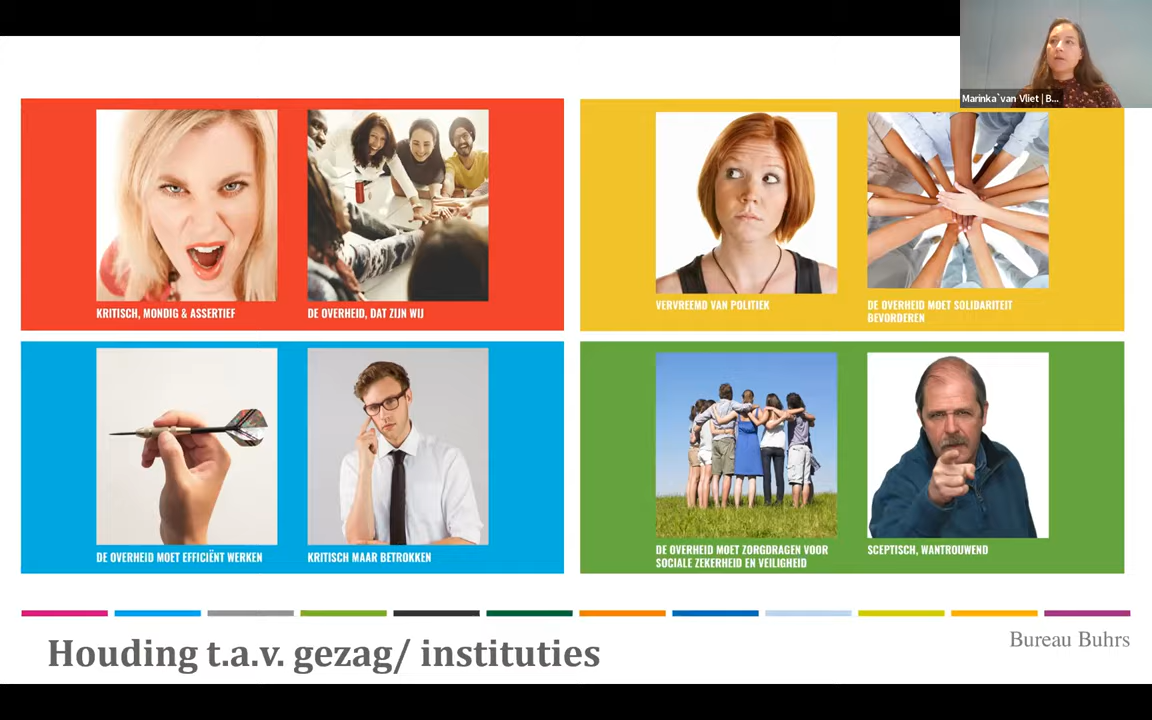 Marinka`van Vliet | B...
KRITISCH, MONDIG & ASSERTIEF
DE OVERHEID, DAT ZIJN WIJ
VERVREEMD VAN POLITIEK
DE OVERHEID MOET SOLIDARITEIT
BEVORDEREN
DE OVERHEID MOET EFFICIËNT WERKEN
KRITISCH MAAR BETROKKEN
DE OVERHEID MOET ZORGDRAGEN VOOR
SOCIALE ZEKERHEID EN VEILIGHEID
SCEPTISCH, WANTROUWEND
Houding t.a.v. gezag/ instituties
Bureau Buhrs